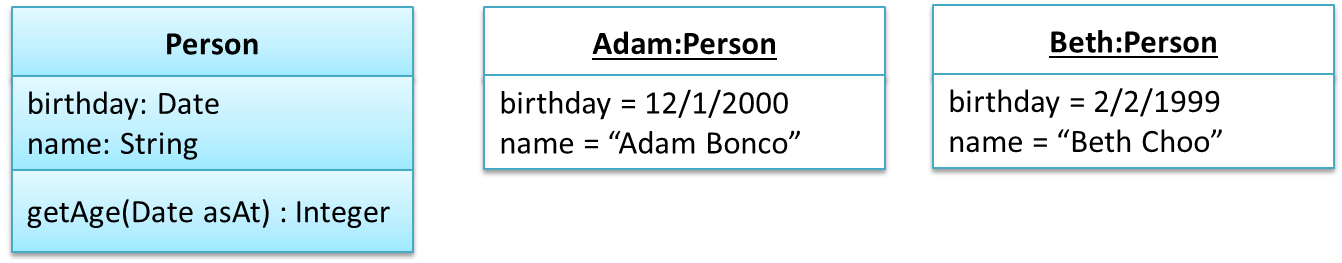 Person
birthday: Date
name: String
getAge(Date asAt) : Integer
Adam:Person
birthday = 12/1/2000
name = “Adam Bonco”
Beth:Person
birthday = 2/2/1999
name = “Beth Choo”